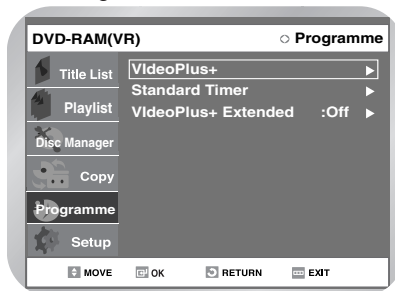 DVD-RAM(VR) Programme
Title List
Playlist
Disc Manager
Copy
Programme
Setup
VIdeoPlus+
Standard Timer
VIdeoPlus+ Extended :Off
MOVE OK RETURN EXIT